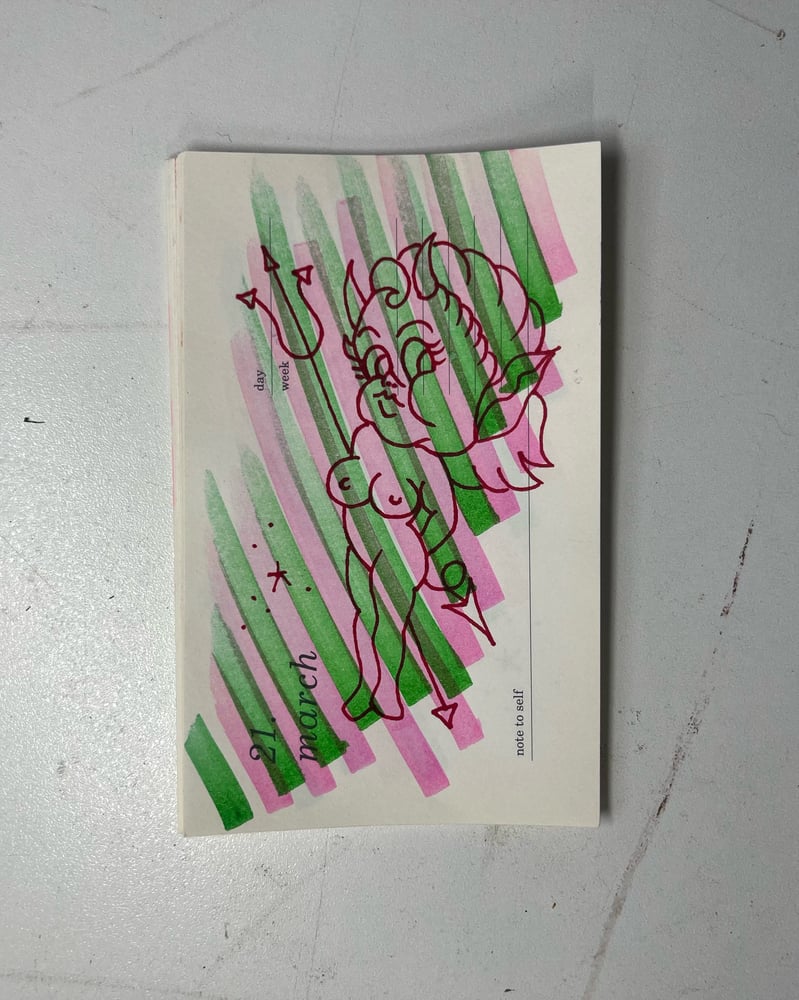 21.
march
day
week
note to self